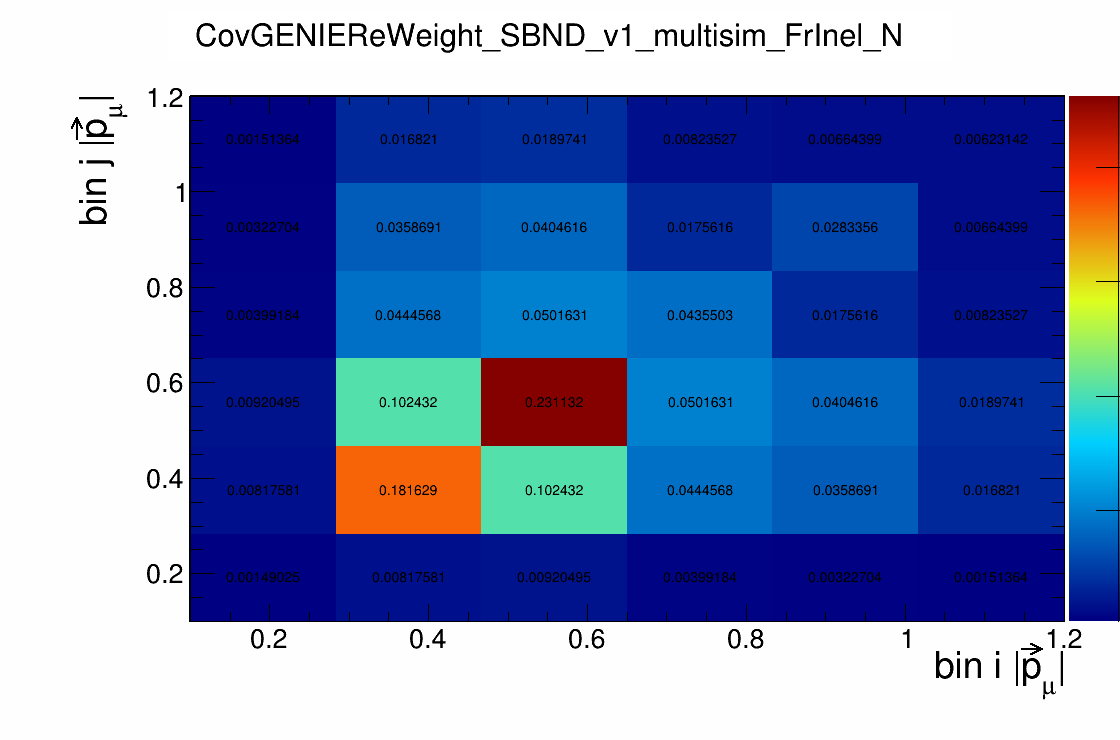 CovGENIEReWeight_SBND_v1_multisim_FrInel_N
bin j |p⃗μ|
1.2
0.00151384 0.016821 0.0189741 0.00823527 0.00664399 0.00623142
1
0.00322704 0.0358691 0.0404616 0.0175616 0.0283356 0.00664399
0.8
0.00399184 0.0444568 0.0501631 0.0435503 0.0175616 0.00823527
0.6
0.00920495 0.102432 0.231132 0.0501631 0.0404616 0.0189741
0.4
0.00817581 0.181629 0.102432 0.0444568 0.0358691 0.016821
0.2
0.00149025 0.00817581 0.00920495 0.00399184 0.00322704 0.00151384
0.2 0.4 0.6 0.8 1 1.2
bin i |p⃗μ|